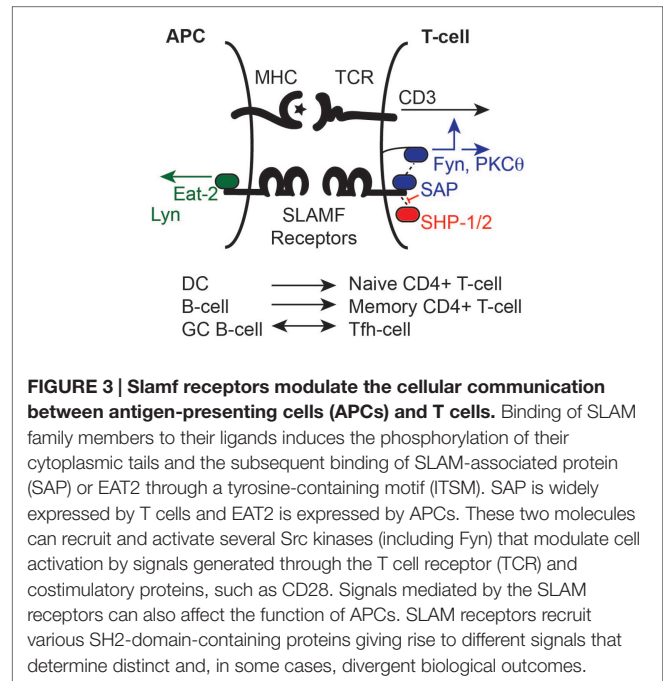 APC
T-cell
MHC
TCR
CD3
Fyn, PKCθ
Eat-2
SAP
Lyn
SLAMF
Receptors
SHP-1/2
DC Naive CD4+ T-cell
B-cell Memory CD4+ T-cell
GC B-cell Tfh-cell
FIGURE 3 | Slamf receptors modulate the cellular communication
between antigen-presenting cells (APCs) and T cells. Binding of SLAM
family members to their ligands induces the phosphorylation of their
cytoplasmic tails and the subsequent binding of SLAM-associated protein
(SAP) or EAT2 through a tyrosine-containing motif (ITSM). SAP is widely
expressed by T cells and EAT2 is expressed by APCs. These two molecules
can recruit and activate several Src kinases (including Fyn) that modulate cell
activation by signals generated through the T cell receptor (TCR) and
costimulatory proteins, such as CD28. Signals mediated by the SLAM
receptors can also affect the function of APCs. SLAM receptors recruit
various SH2-domain-containing proteins giving rise to different signals that
determine distinct and, in some cases, divergent biological outcomes.